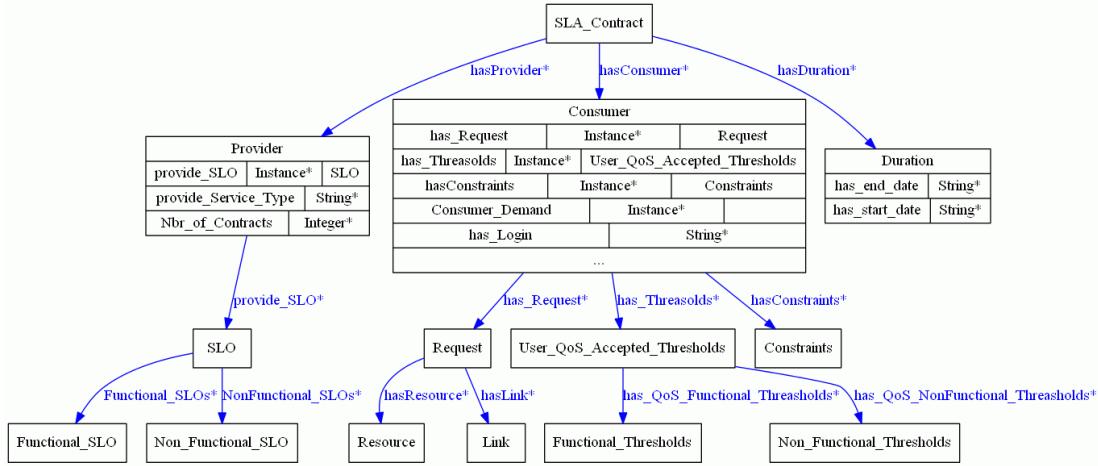 SLA_Contract
hasProvider*
hasConsumer*
hasDuration*
Provider
provide_SLO Instance* SLO
provide_Service_Type String*
Nbr_of_Contracts Integer*
Consumer
has_Request Instance* Request
has_Threasolds Instance* User_QoS_Accepted_Thresholds
hasConstraints Instance* Constraints
Consumer_Demand Instance*
has_Login String*
...
Duration
has_end_date String*
has_start_date String*
provide_SLO*
has_Request*
has_Threasolds*
hasConstraints*
SLO
Request
User_QoS_Accepted_Thresholds
Constraints
Functional_SLOs*
NonFunctional_SLOs*
hasResource*
hasLink*
has_QoS_Functional_Thresholds*
has_QoS_NonFunctional_Threasholds*
Functional_SLO
Non_Functional_SLO
Resource
Link
Functional_Thresholds
Non_Functional_Thresholds